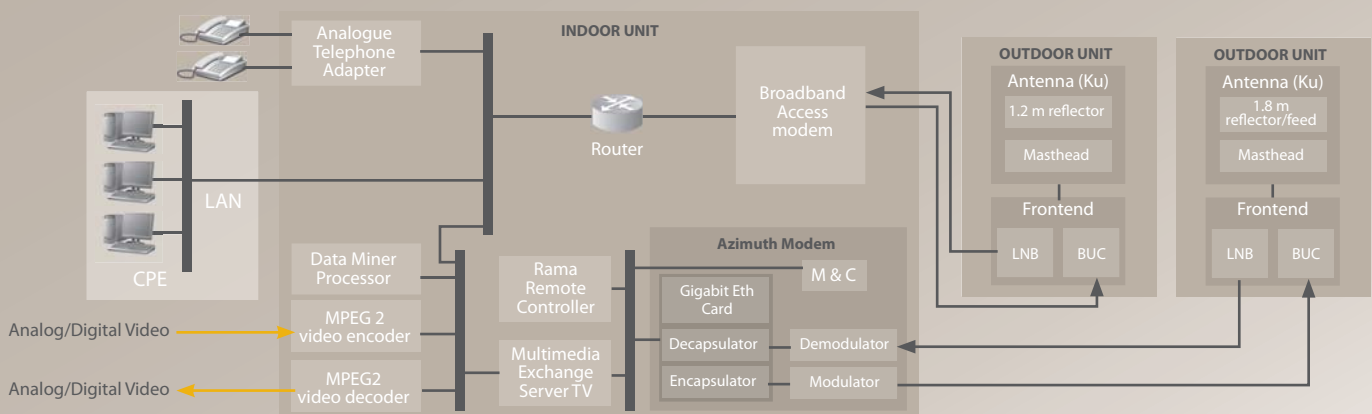 INDOOR UNIT
Analogue
Telephone
Adapter
Broadband
Access
modem
Router
LAN
CPE
Data Miner
Processor
MPEG 2
video encoder
MPEG2
video decoder
Analog/Digital Video
Analog/Digital Video
Rama
Remote
Controller
Multimedia
Exchange
Server TV
Azimuth Modem
M & C
Gigabit Eth
Card
Decapsulator
Demodulator
Encapsulator
Modulator
OUTDOOR UNIT
Antenna (Ku)
1.2 m reflector
Masthead
Frontend
LNB
BUC
OUTDOOR UNIT
Antenna (Ku)
1.8 m
reflector/feed
Masthead
Frontend
LNB
BUC